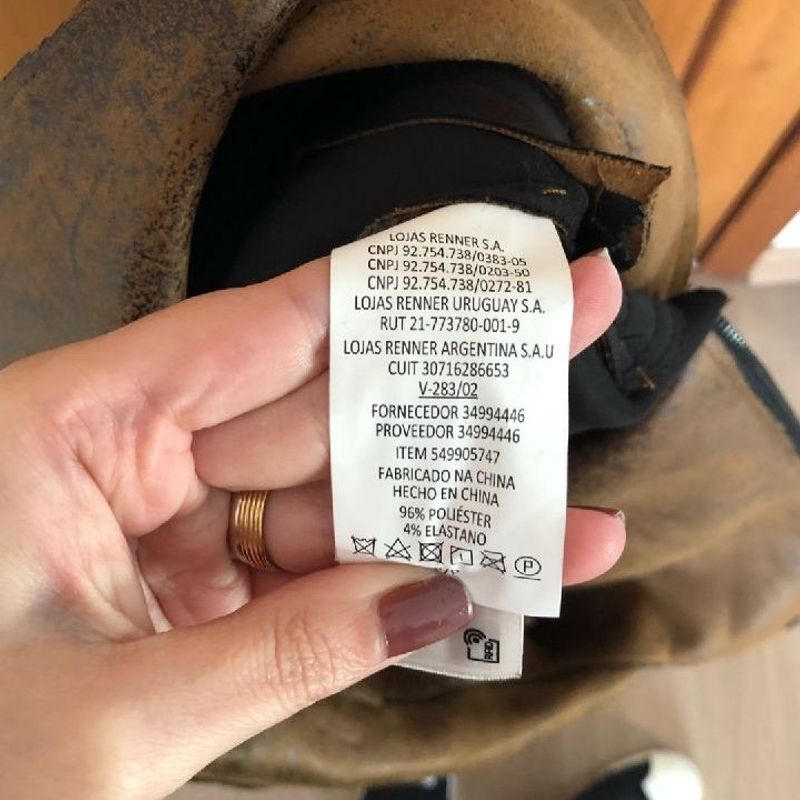 LOJAS RENNER S.A.
CNPJ 92.754.738/0383-05
CNPJ 92.754.738/0203-50
CNPJ 92.754.738/0272-81
LOJAS RENNER URUGUAY S.A.
RUT 21-773780-001-9
LOJAS RENNER ARGENTINA S.A.U
CUIT 30716286653
V-283/02
FORNECEDOR 34994446
PROVEEDOR 34994446
ITEM 549905747
FABRICADO NA CHINA
HECHO EN CHINA
96% POLIÉSTER
4% ELASTANO
P